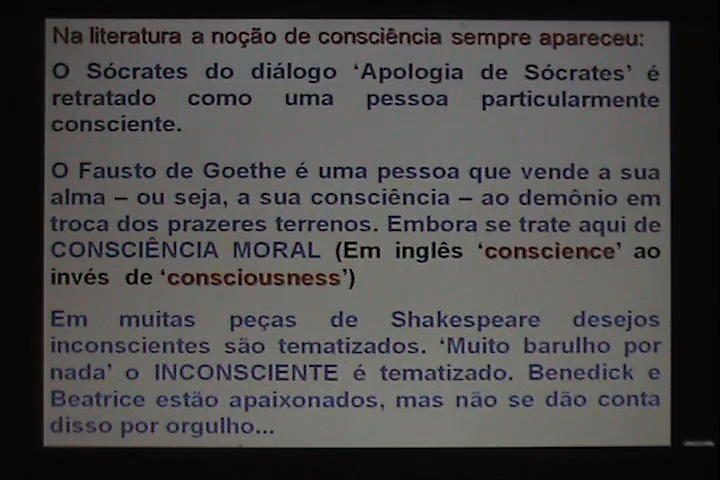 Na literatura a noção de consciência sempre apareceu:
O Sócrates do diálogo ‘Apologia de Sócrates’ é
retratado como uma pessoa particularmente
consciente.
O Fausto de Goethe é uma pessoa que vende a sua
alma – ou seja, a sua consciência – ao demônio em
troca dos prazeres terrenos. Embora se trate aqui de
CONSCIÊNCIA MORAL (Em inglês ‘conscience’ ao
invés de ‘consciousness’)
Em muitas peças de Shakespeare desejos
inconscientes são tematizados. ‘Muito barulho por
nada’ o INCONSCIENTE é tematizado. Benedick e
Beatrice estão apaixonados, mas não se dão conta
disso por orgulho...